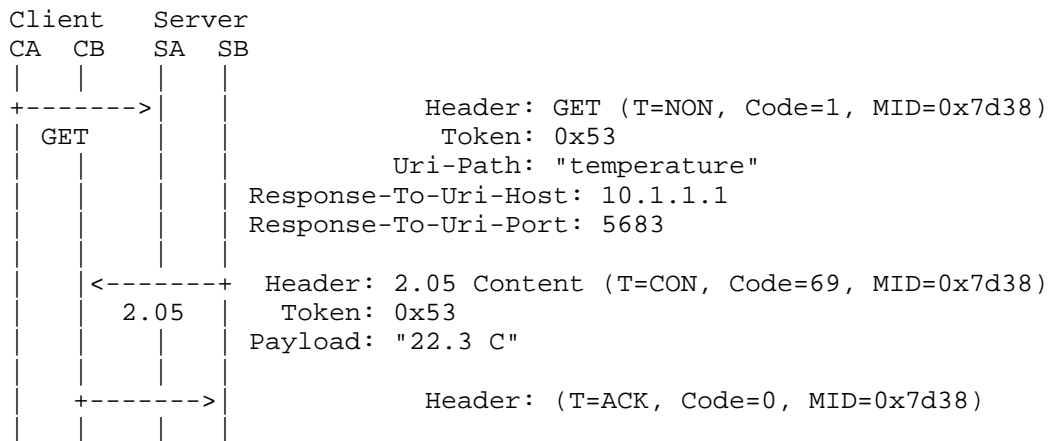 Client   Server
CA  CB   SA  SB
|   |    |   |
+------->|   |            Header: GET (T=NON, Code=1, MID=0x7d38)
| GET    |   |             Token: 0x53
|   |    |   |          Uri-Path: "temperature"
|   |    |   | Response-To-Uri-Host: 10.1.1.1
|   |    |   | Response-To-Uri-Port: 5683
|   |    |   |
|   |<-------+  Header: 2.05 Content (T=CON, Code=69, MID=0x7d38)
|   | 2.05   |   Token: 0x53
|   |    |   | Payload: "22.3 C"
|   |    |   |
|   +------->|            Header: (T=ACK, Code=0, MID=0x7d38)
|   |    |   |